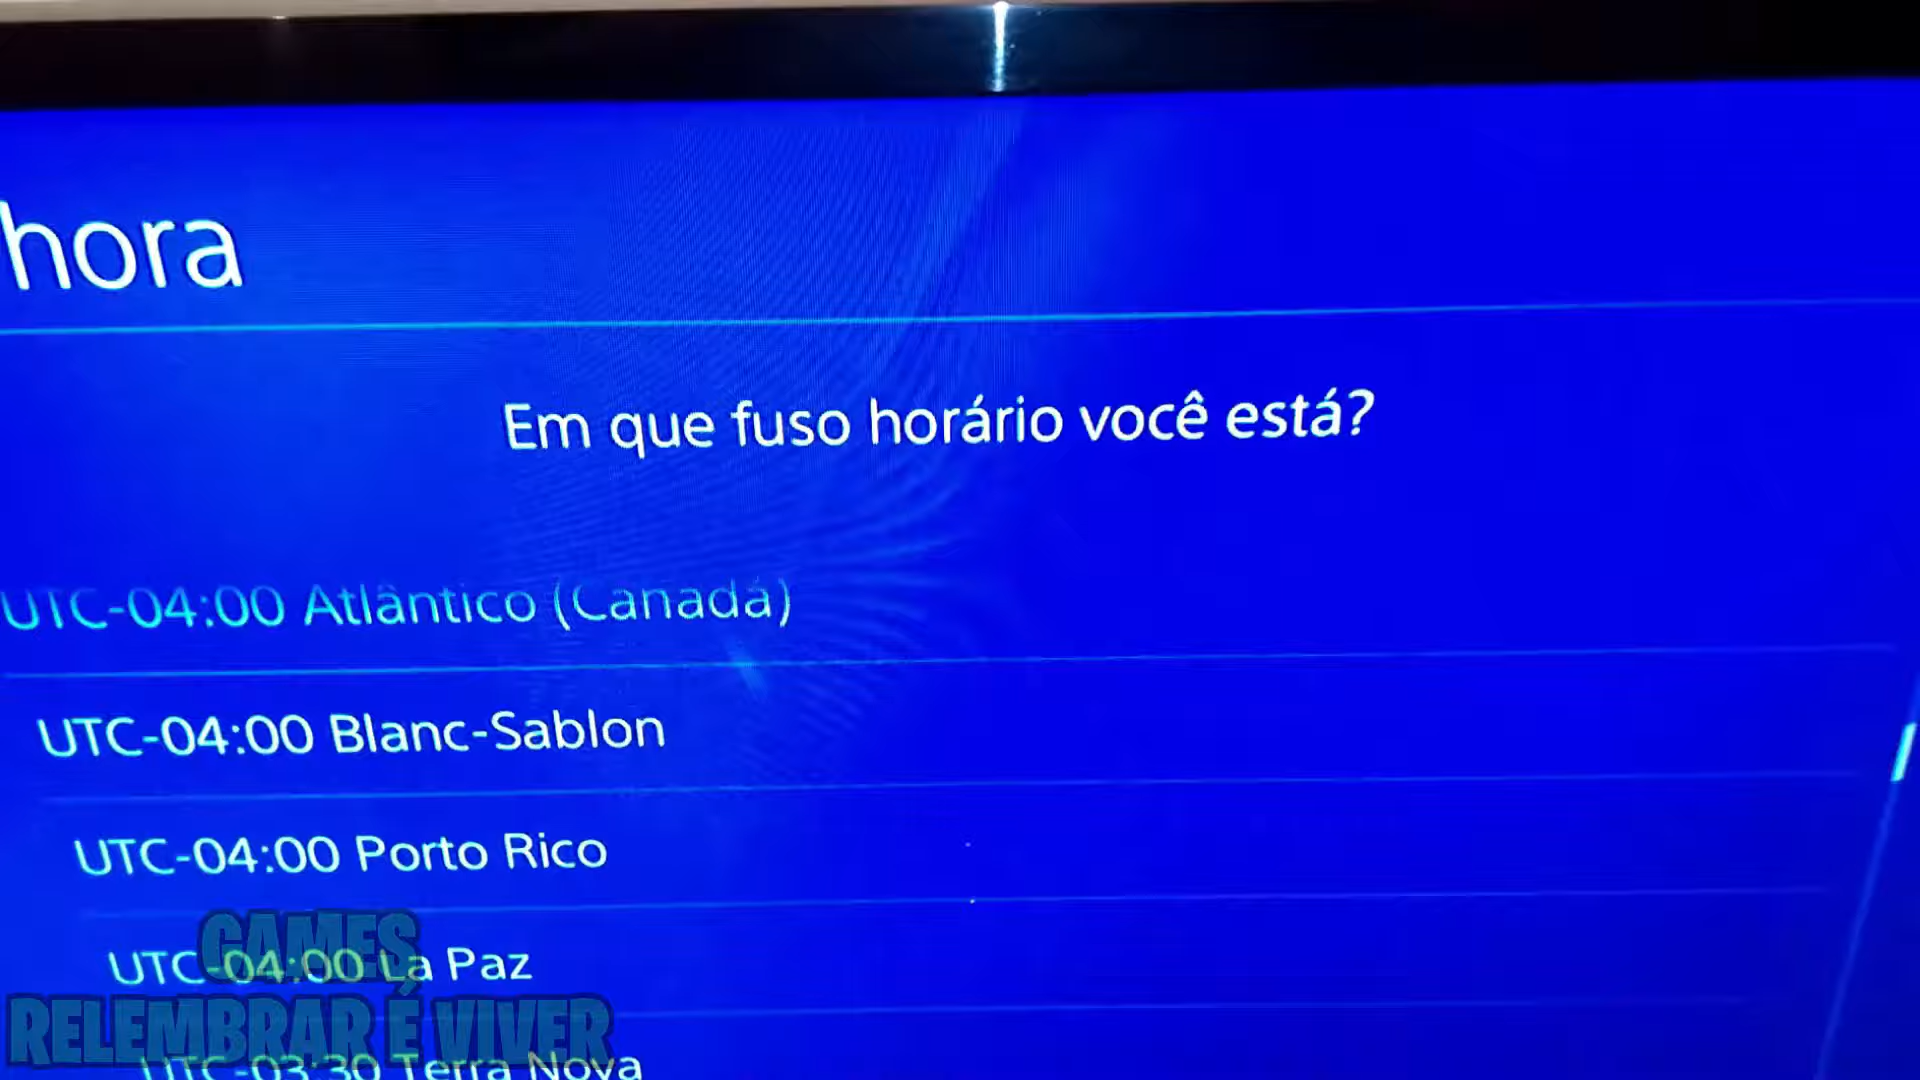 hora
Em que fuso horário você está?
UTC-04:00 Atlântico (Canadá)
UTC-04:00 Blanc-Sablon
UTC-04:00 Porto Rico
UTC-04:00 La Paz
UTC-03:30 Terra Nova
GAMES
RELEMBRAR É VIVER